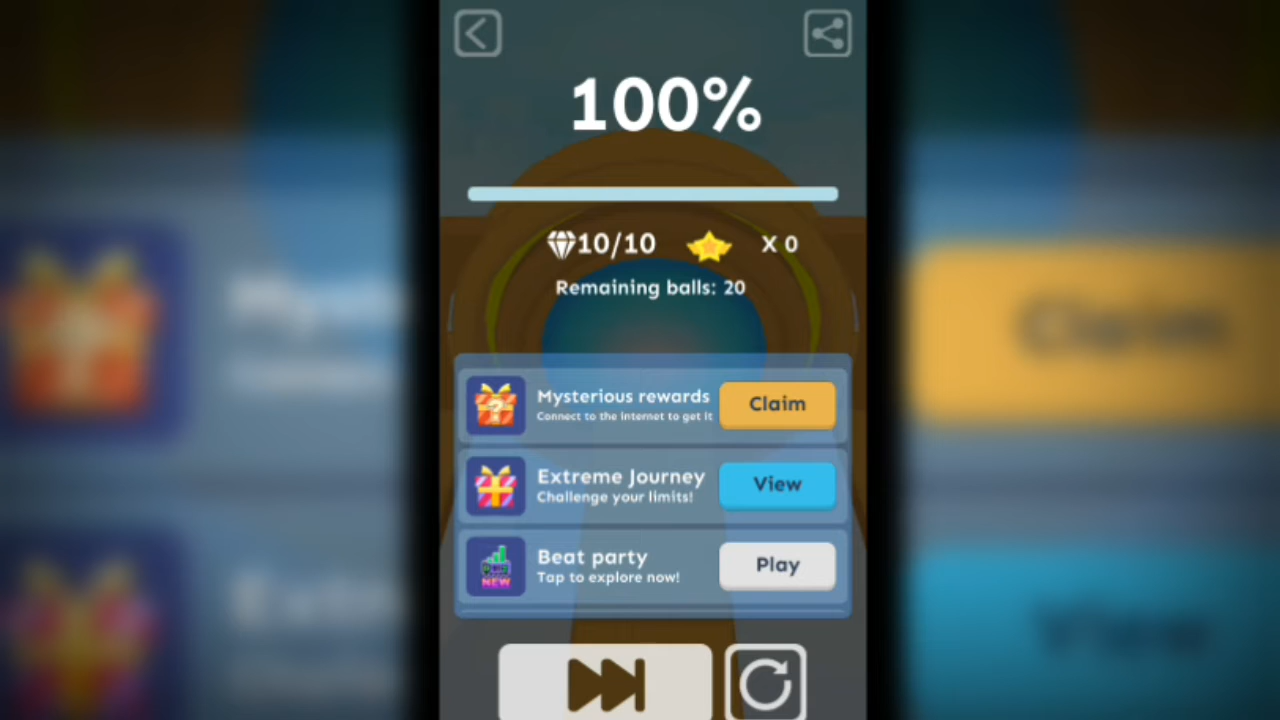 100%
10/10 X 0
Remaining balls: 20
Mysterious rewards
Connect to the internet to get it
Claim
Extreme Journey
Challenge your limits!
View
Beat party
Tap to explore now!
NEW
Play